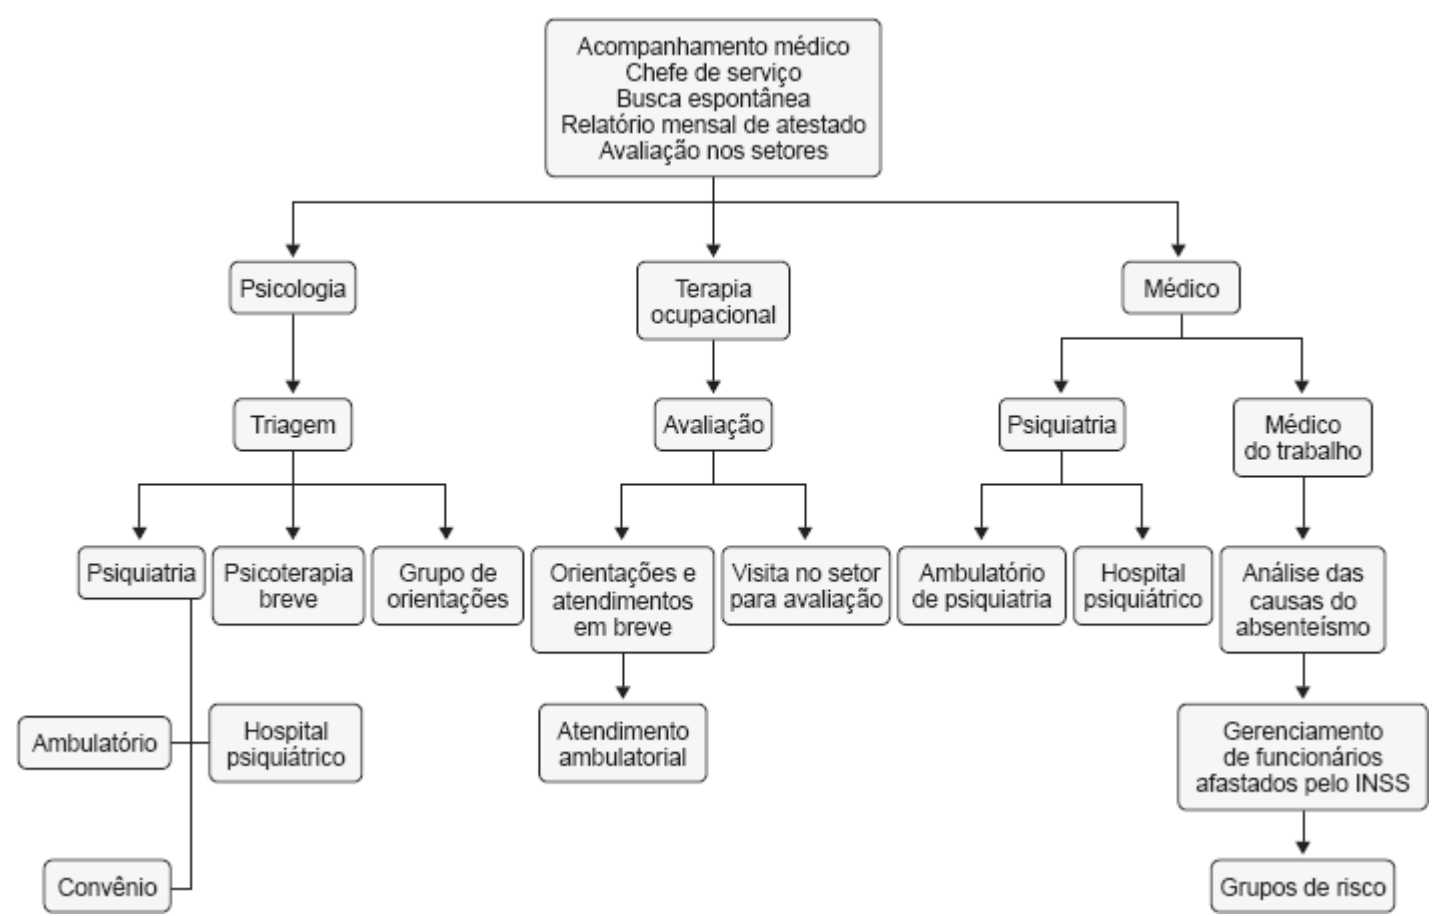 Acompanhamento médico
Chefe de serviço
Busca espontânea
Relatório mensal de atestado
Avaliação nos setores
Psicologia
Terapia
ocupacional
Médico
Triagem
Avaliação
Psiquiatria
Médico
do trabalho
Psiquiatria
Psicoterapia
breve
Grupo de
orientações
Orientações e
atendimentos
em breve
Visita no setor
para avaliação
Ambulatório
de psiquiatria
Hospital
psiquiátrico
Análise das
causas do
absenteísmo
Ambulatório
Hospital
psiquiátrico
Atendimento
ambulatorial
Gerenciamento
de funcionários
afastados pelo INSS
Convênio
Grupos de risco